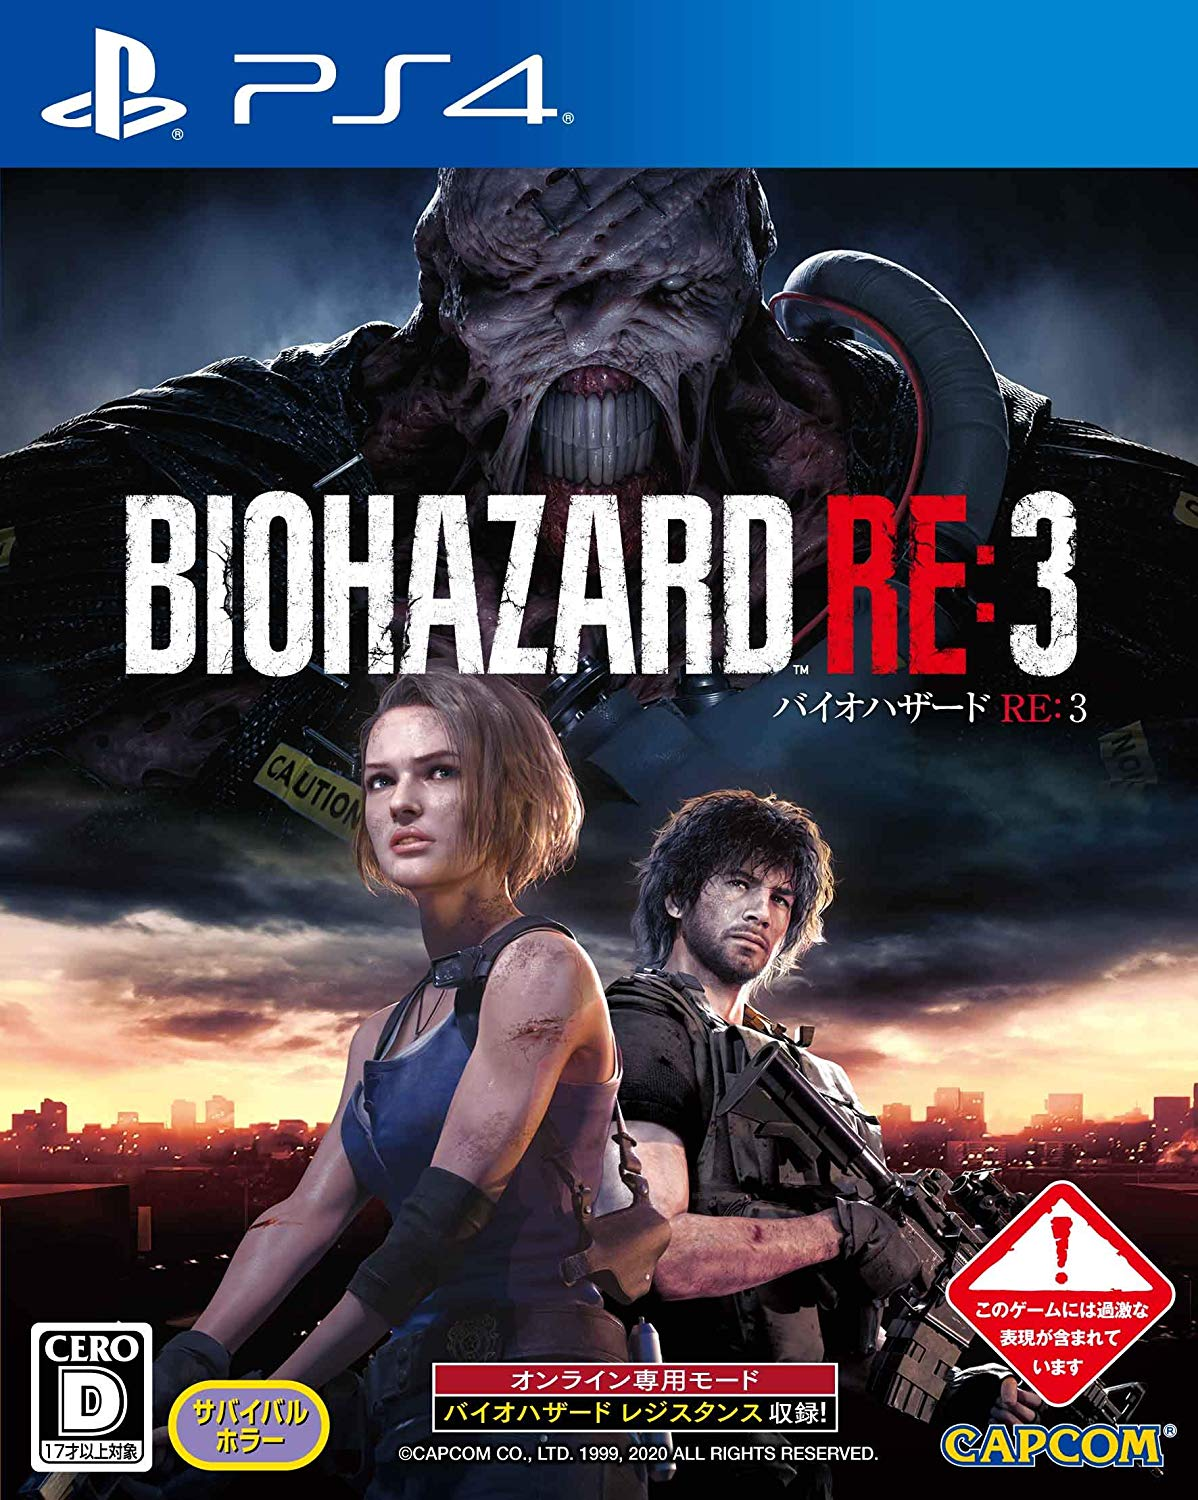 PS4®
BIOHAZARD™ RE:3
バイオハザード RE:3
CAUTION
このゲームには過激な
表現が含まれて
います
CERO
D
17才以上対象
サバイバル
ホラー
オンライン専用モード
バイオハザード レジスタンス 収録!
©CAPCOM CO., LTD. 1999, 2020 ALL RIGHTS RESERVED.
CAPCOM®